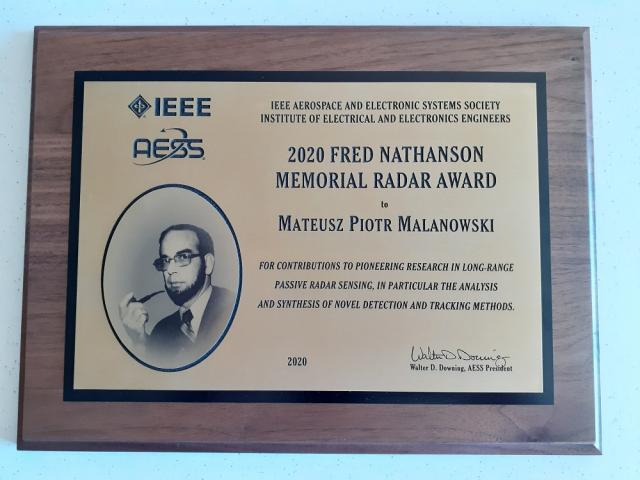 IEEE
AESS
IEEE AEROSPACE AND ELECTRONIC SYSTEMS SOCIETY
INSTITUTE OF ELECTRICAL AND ELECTRONICS ENGINEERS
2020 FRED NATHANSON
MEMORIAL RADAR AWARD
to
MATEUSZ PIOTR MALANOWSKI
FOR CONTRIBUTIONS TO PIONEERING RESEARCH IN LONG-RANGE
PASSIVE RADAR SENSING, IN PARTICULAR THE ANALYSIS
AND SYNTHESIS OF NOVEL DETECTION AND TRACKING METHODS.
2020
Walter D. Downing
Walter D. Downing, AESS President